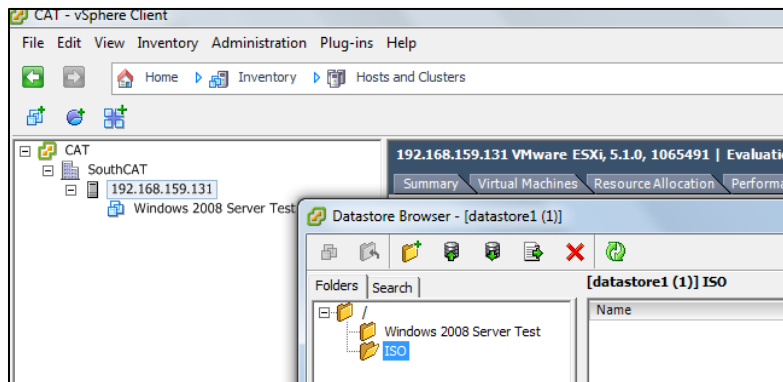 CAT - vSphere Client
File Edit View Inventory Administration Plug-ins Help
Home Inventory Hosts and Clusters
CAT
SouthCAT
192.168.159.131
Windows 2008 Server Test
192.168.159.131 VMware ESXi, 5.1.0, 1065491 | Evaluati
Summary Virtual Machines Resource Allocation Performa
Datastore Browser - [datastore1 (1)]
Folders Search
[datastore1 (1)] ISO
/
Name
Windows 2008 Server Test
ISO